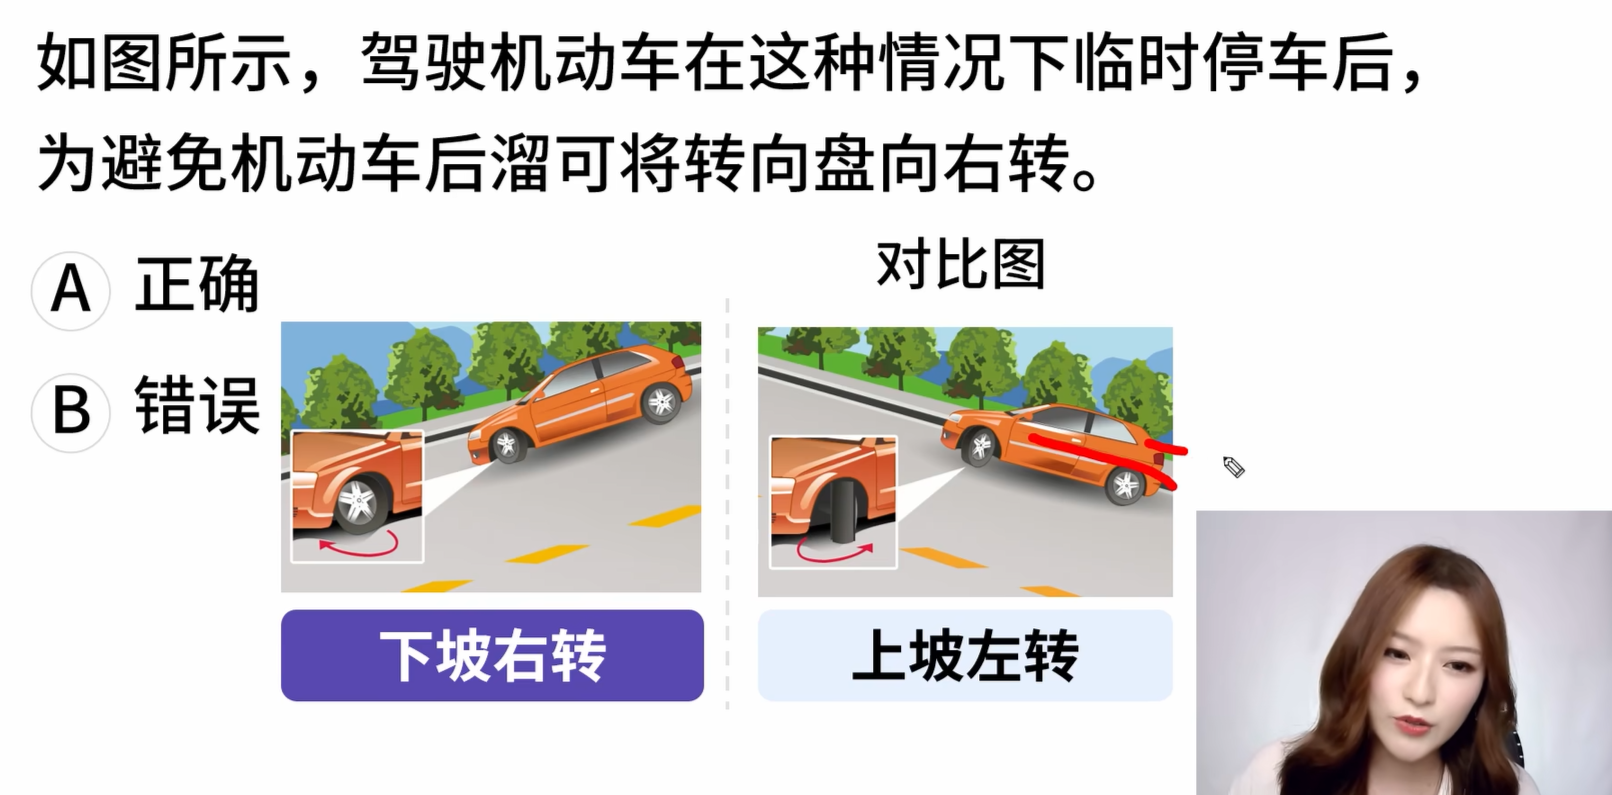 如图所示，驾驶机动车在这种情况下临时停车后，
为避免机动车后溜可将转向盘向右转。
A 正确
B 错误
对比图
下坡右转
上坡左转